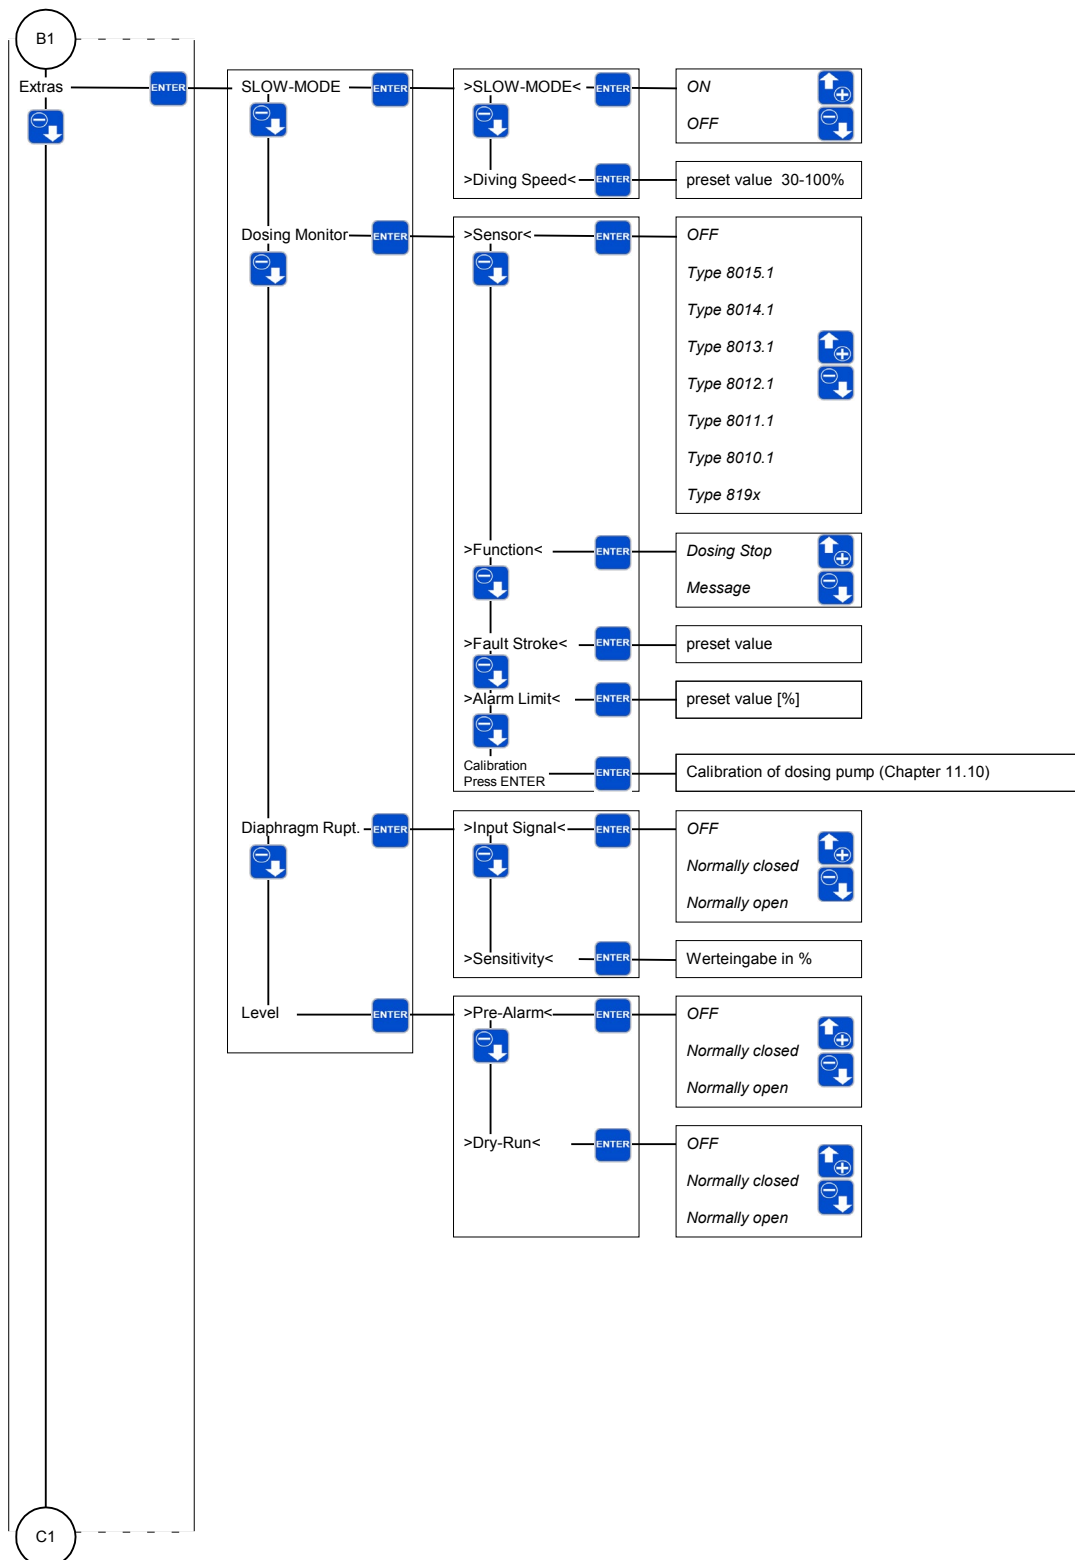 B1
Extras ENTER SLOW-MODE ENTER >SLOW-MODE< ENTER ON
OFF
>Diving Speed< ENTER preset value 30-100%
Dosing Monitor ENTER >Sensor< ENTER OFF
Type 8015.1
Type 8014.1
Type 8013.1
Type 8012.1
Type 8011.1
Type 8010.1
Type 819x
>Function< ENTER Dosing Stop
Message
>Fault Stroke< ENTER preset value
>Alarm Limit< ENTER preset value [%]
Calibration
Press ENTER ENTER Calibration of dosing pump (Chapter 11.10)
Diaphragm Rupt. ENTER >Input Signal< ENTER OFF
Normally closed
Normally open
>Sensitivity< ENTER Werteingabe in %
Level ENTER >Pre-Alarm< ENTER OFF
Normally closed
Normally open
>Dry-Run< ENTER OFF
Normally closed
Normally open
C1